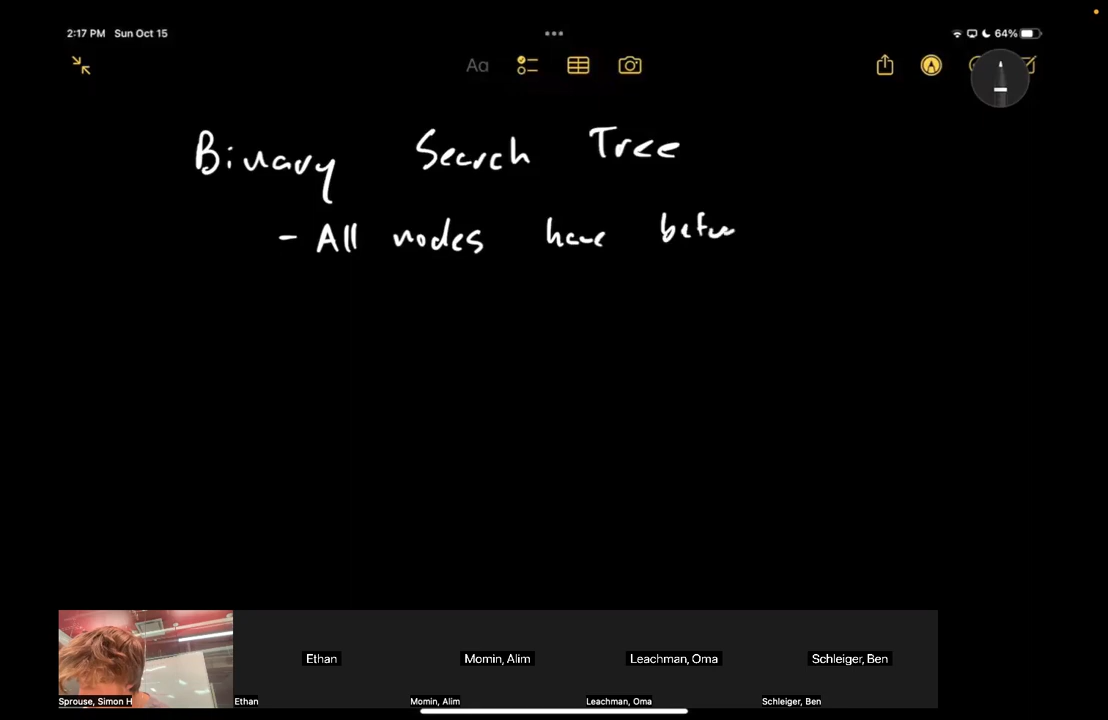 2:17 PM Sun Oct 15
64%
Aa
Binary Search Tree
- All nodes have
Ethan
Momin, Alim
Leachman, Oma
Schleiger, Ben
Sprouse, Simon H
Ethan
Momin, Alim
Leachman, Oma
Schleiger, Ben